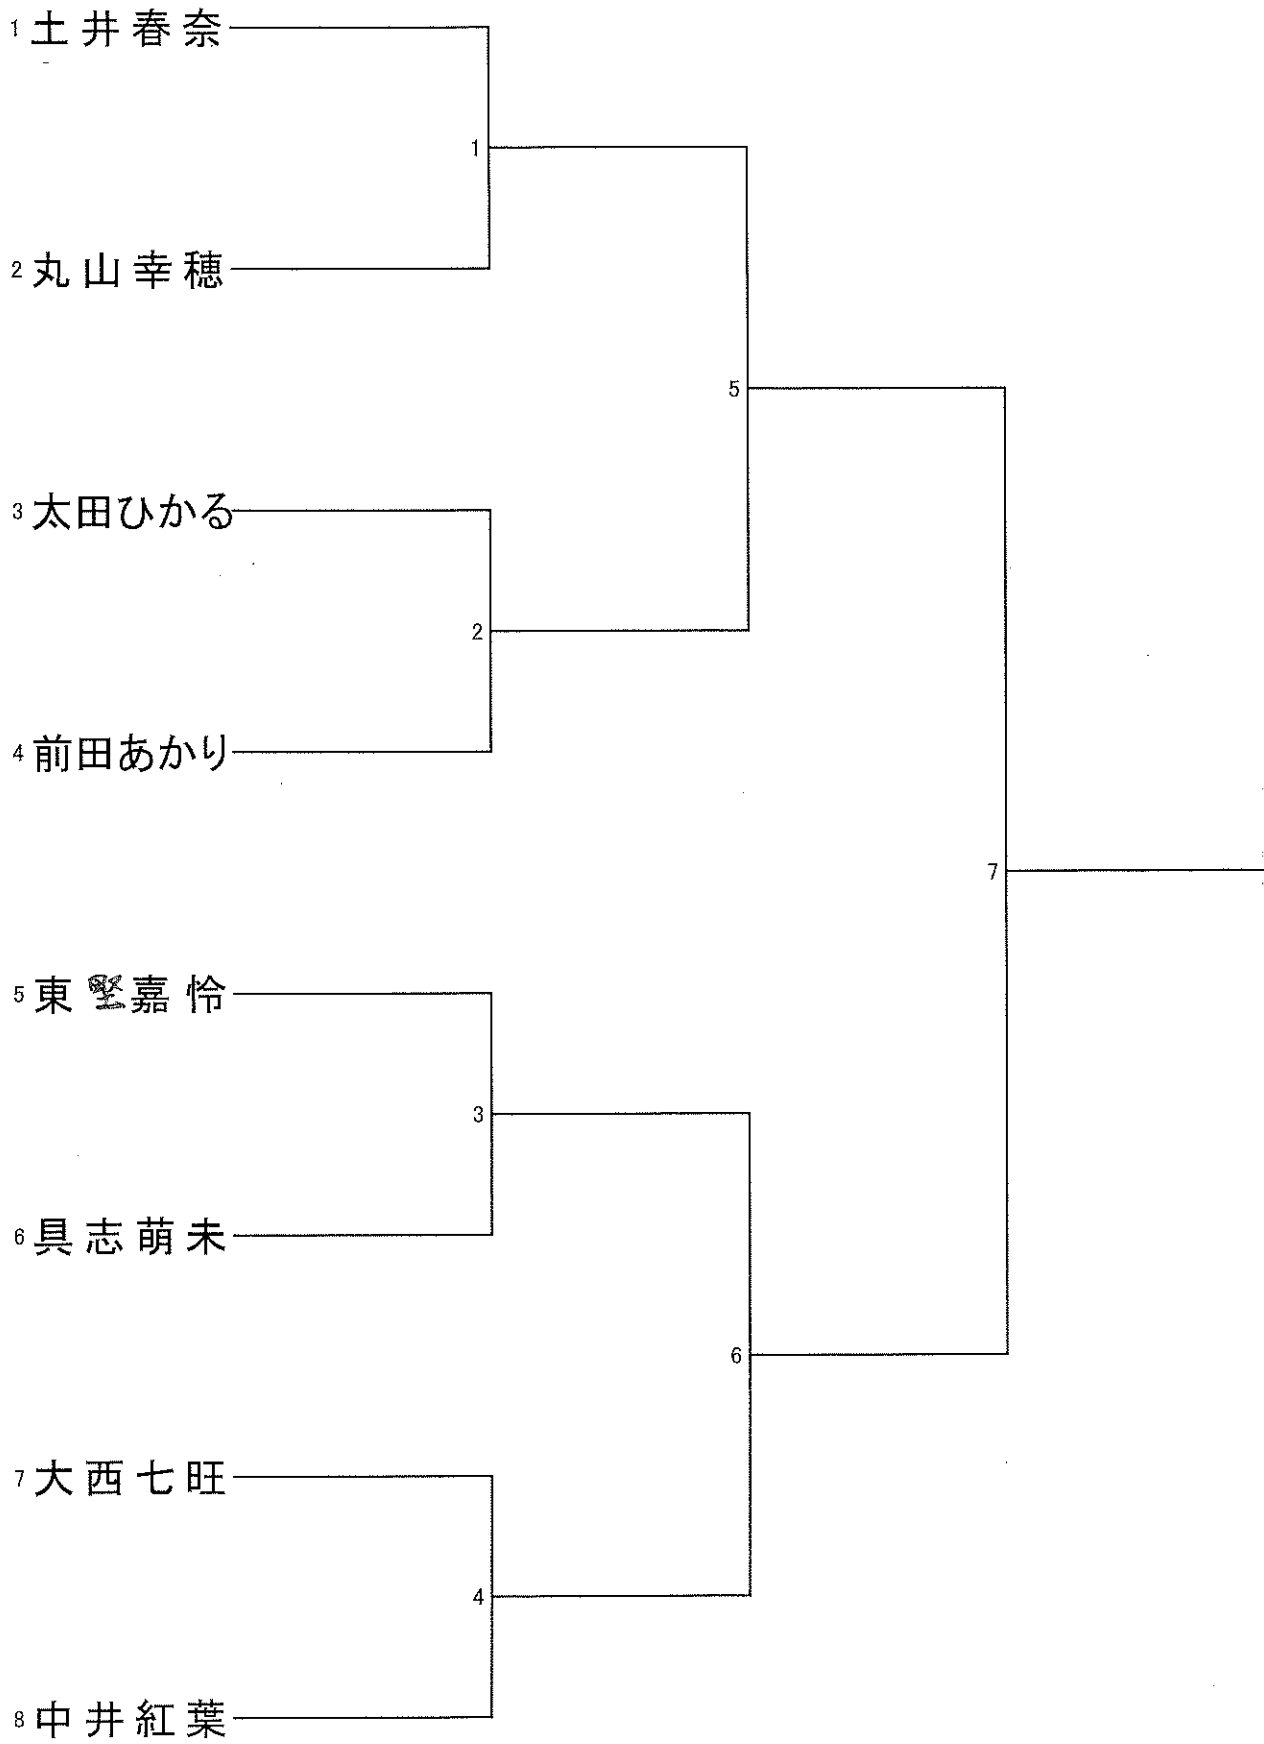 1 土井春奈
1
2 丸山幸穂
5
3 太田ひかる
2
4 前田あかり
7
5 東 嘉怜
3
6 具志萌未
6
7 大西七旺
4
8 中井紅葉